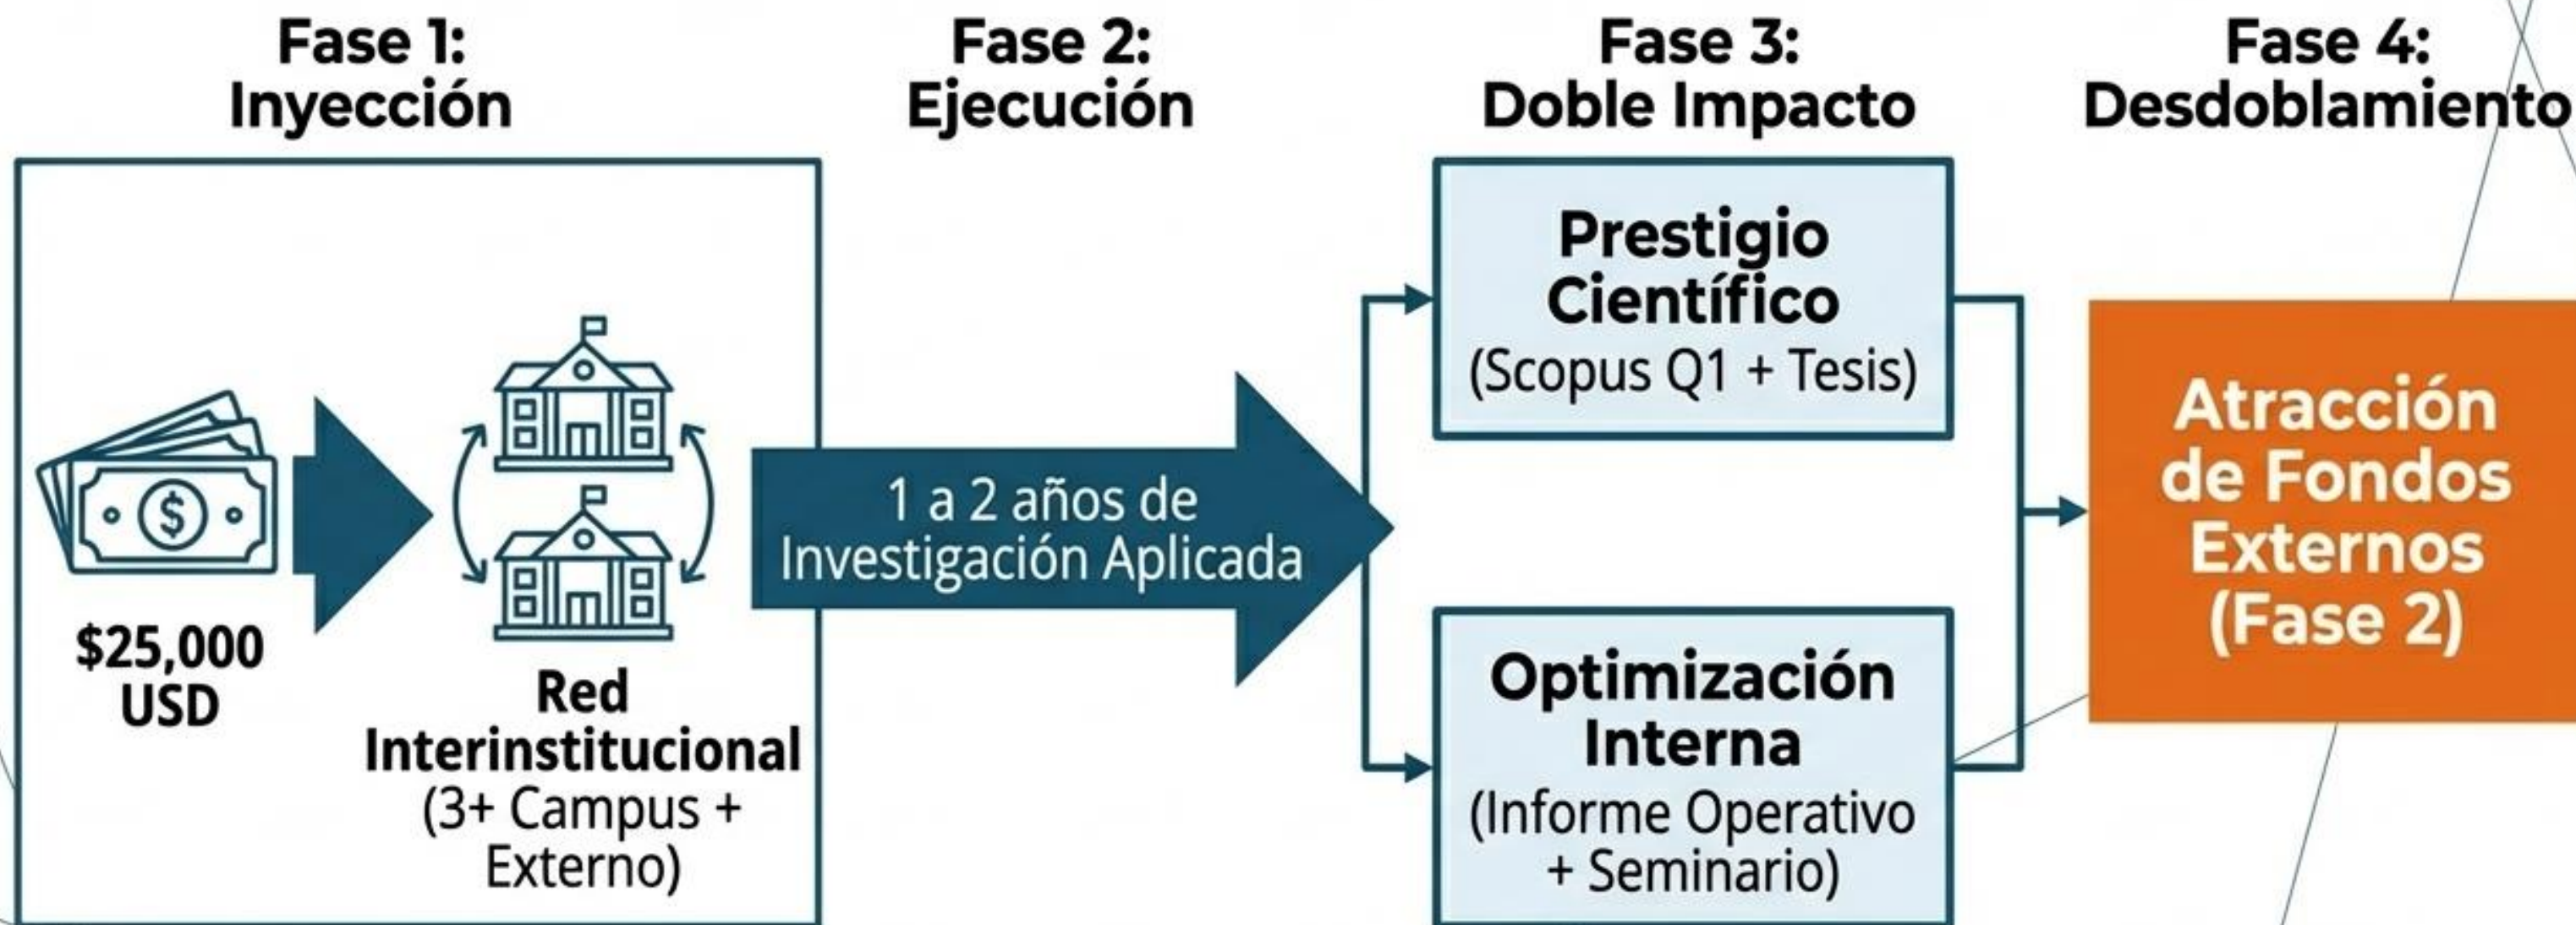 Fase 1:
Inyección
$
$25,000
USD
Red
Interinstitucional
(3+ Campus +
Externo)
Fase 2:
Ejecución
1 a 2 años de
Investigación Aplicada
Fase 3:
Doble Impacto
Prestigio
Científico
(Scopus Q1 + Tesis)
Optimización
Interna
(Informe Operativo
+ Seminario)
Fase 4:
Desdoblamiento
Atracción
de Fondos
Externos
(Fase 2)